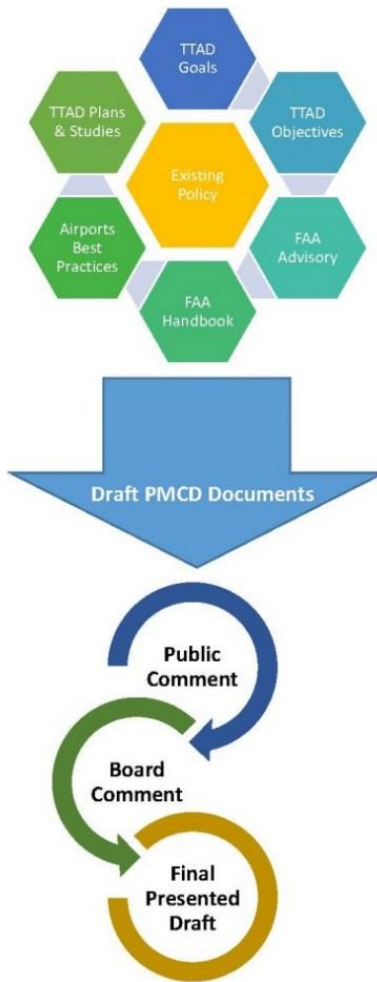 TTAD
Goals
TTAD Plans
& Studies
TTAD
Objectives
Existing
Policy
Airports
Best
Practices
FAA
Advisory
FAA
Handbook
Draft PMCD Documents
Public
Comment
Board
Comment
Final
Presented
Draft